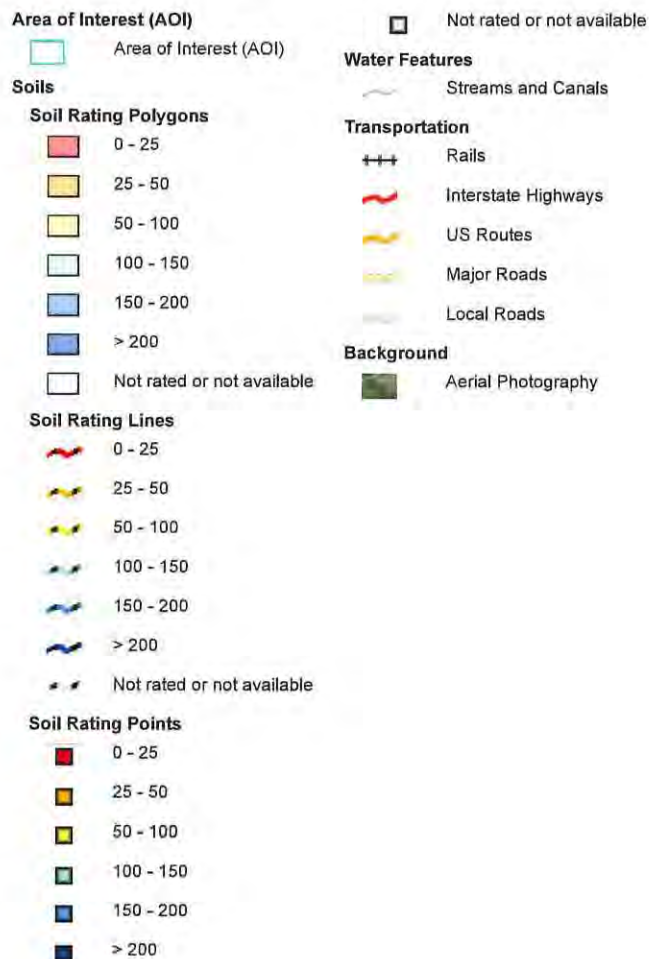 Area of Interest (AOI)
Area of Interest (AOI)
Soils
Soil Rating Polygons
0 - 25
25 - 50
50 - 100
100 - 150
150 - 200
> 200
Not rated or not available
Soil Rating Lines
0 - 25
25 - 50
50 - 100
100 - 150
150 - 200
> 200
Not rated or not available
Soil Rating Points
0 - 25
25 - 50
50 - 100
100 - 150
150 - 200
> 200
Not rated or not available
Water Features
Streams and Canals
Transportation
Rails
Interstate Highways
US Routes
Major Roads
Local Roads
Background
Aerial Photography